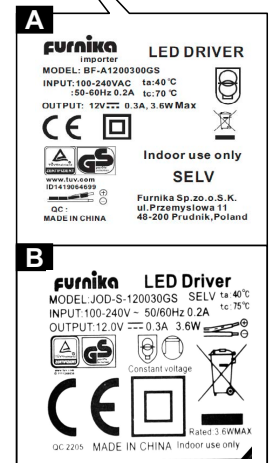 A
furnika
importer
LED DRIVER
MODEL: BF-A1200300GS
INPUT:100-240VAC ta:40°C
:50-60Hz 0.2A tc:70°C
OUTPUT: 12V 0.3A, 3.6W Max
CE
GS
www.tuv.com
ID1419064699
Indoor use only
SELV
QC :
MADE IN CHINA
Furnika Sp.zo.o.S.K.
ul.Przemyslowa 11
48-200 Prudnik,Poland
B
furnika LED Driver
MODEL:JOD-S-120030GS SELV ta:40°C
INPUT:100-240V~ 50/60Hz 0.2A tc:75°C
OUTPUT:12.0V 0.3A 3.6W
GS
Constant voltage
CE
Rated 3.6WMAX
QC 2205 MADE IN CHINA Indoor use only